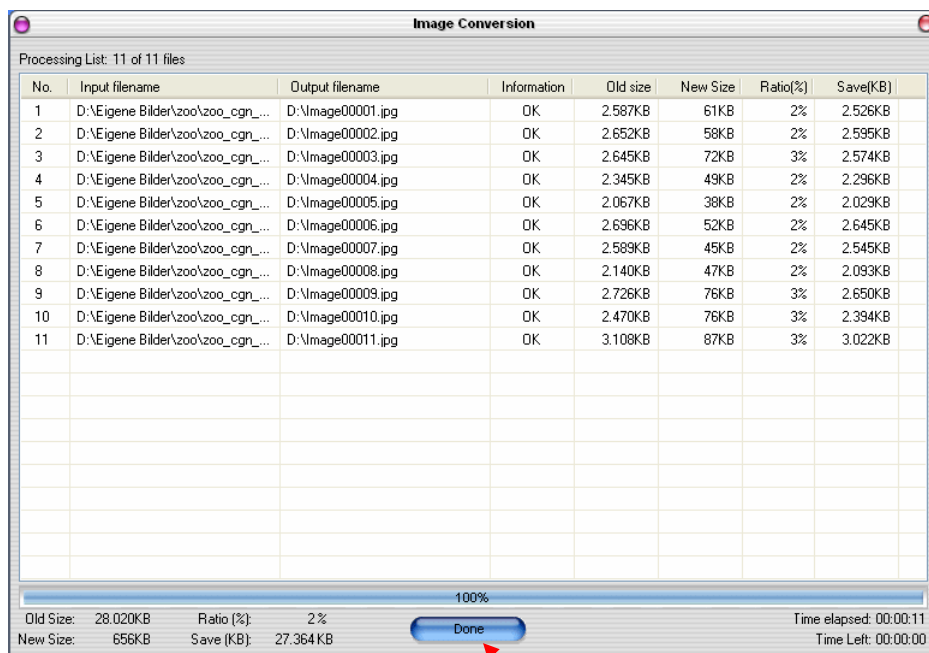 Image Conversion
Processing List: 11 of 11 files
No. Input filename Output filename Information Old size New Size Ratio(%) Save(KB)
1 D:\Eigene Bilder\zoo\zoo_cgn_... D:\Image00001.jpg OK 2.587KB 61KB 2% 2.526KB
2 D:\Eigene Bilder\zoo\zoo_cgn_... D:\Image00002.jpg OK 2.652KB 58KB 2% 2.595KB
3 D:\Eigene Bilder\zoo\zoo_cgn_... D:\Image00003.jpg OK 2.645KB 72KB 3% 2.574KB
4 D:\Eigene Bilder\zoo\zoo_cgn_... D:\Image00004.jpg OK 2.345KB 49KB 2% 2.296KB
5 D:\Eigene Bilder\zoo\zoo_cgn_... D:\Image00005.jpg OK 2.067KB 38KB 2% 2.029KB
6 D:\Eigene Bilder\zoo\zoo_cgn_... D:\Image00006.jpg OK 2.696KB 52KB 2% 2.645KB
7 D:\Eigene Bilder\zoo\zoo_cgn_... D:\Image00007.jpg OK 2.589KB 45KB 2% 2.545KB
8 D:\Eigene Bilder\zoo\zoo_cgn_... D:\Image00008.jpg OK 2.140KB 47KB 2% 2.093KB
9 D:\Eigene Bilder\zoo\zoo_cgn_... D:\Image00009.jpg OK 2.726KB 76KB 3% 2.650KB
10 D:\Eigene Bilder\zoo\zoo_cgn_... D:\Image00010.jpg OK 2.470KB 76KB 3% 2.394KB
11 D:\Eigene Bilder\zoo\zoo_cgn_... D:\Image00011.jpg OK 3.108KB 87KB 3% 3.022KB
100%
Old Size: 28.020KB Ratio (%): 2% Time elapsed: 00:00:11
Done
New Size: 656KB Save (KB): 27.364 KB Time Left: 00:00:00